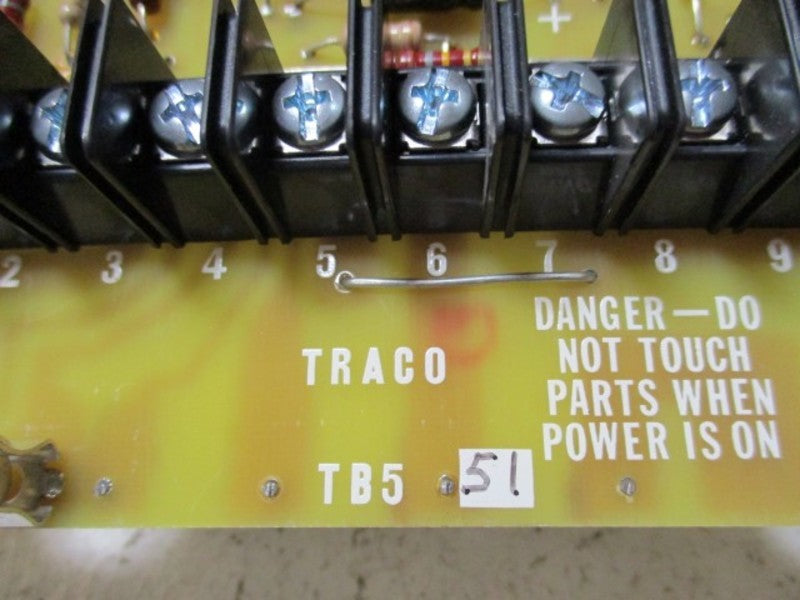 +
2 3 4 5 6 7 8 9
DANGER — DO
NOT TOUCH
PARTS WHEN
POWER IS ON
TRACO
TB5 51